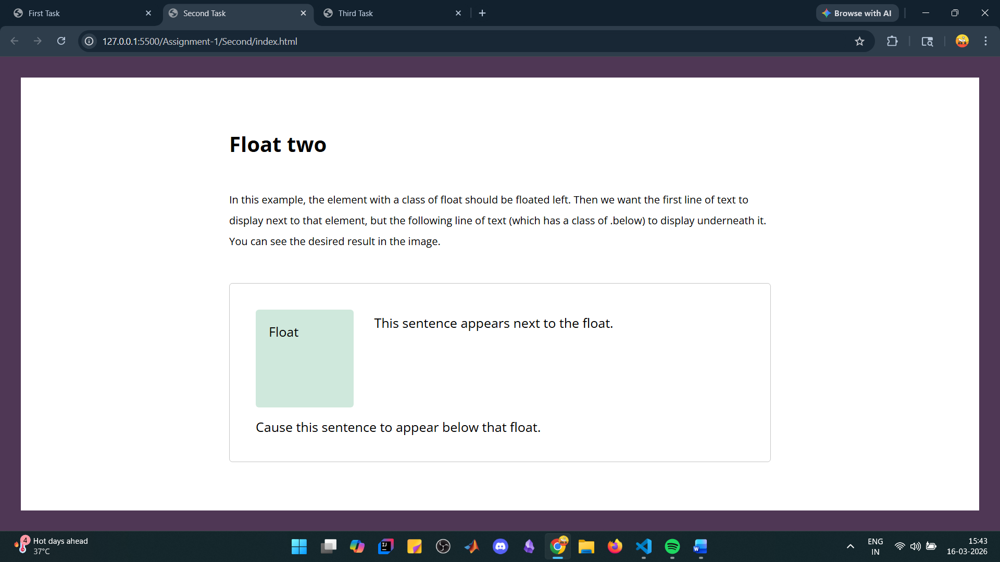 First Task
Second Task
Third Task
Browse with AI
127.0.0.1:5500/Assignment-1/Second/index.html
Float two
In this example, the element with a class of float should be floated left. Then we want the first line of text to
display next to that element, but the following line of text (which has a class of .below) to display underneath it.
You can see the desired result in the image.
Float
This sentence appears next to the float.
Cause this sentence to appear below that float.
4
Hot days ahead
37°C
IJ
W
ENG
IN
15:43
16-03-2026